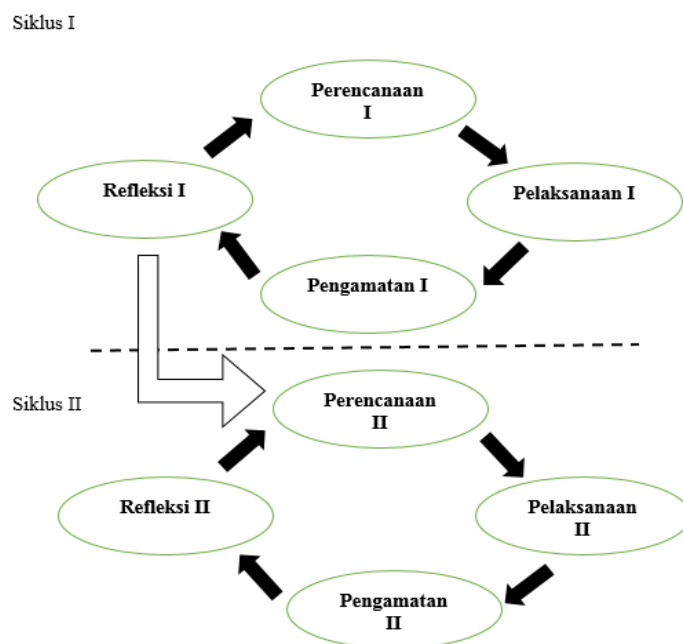 Siklus I
Perencanaan
I
Refleksi I
Pelaksanaan I
Pengamatan I
Siklus II
Perencanaan
II
Refleksi II
Pelaksanaan
II
Pengamatan
II